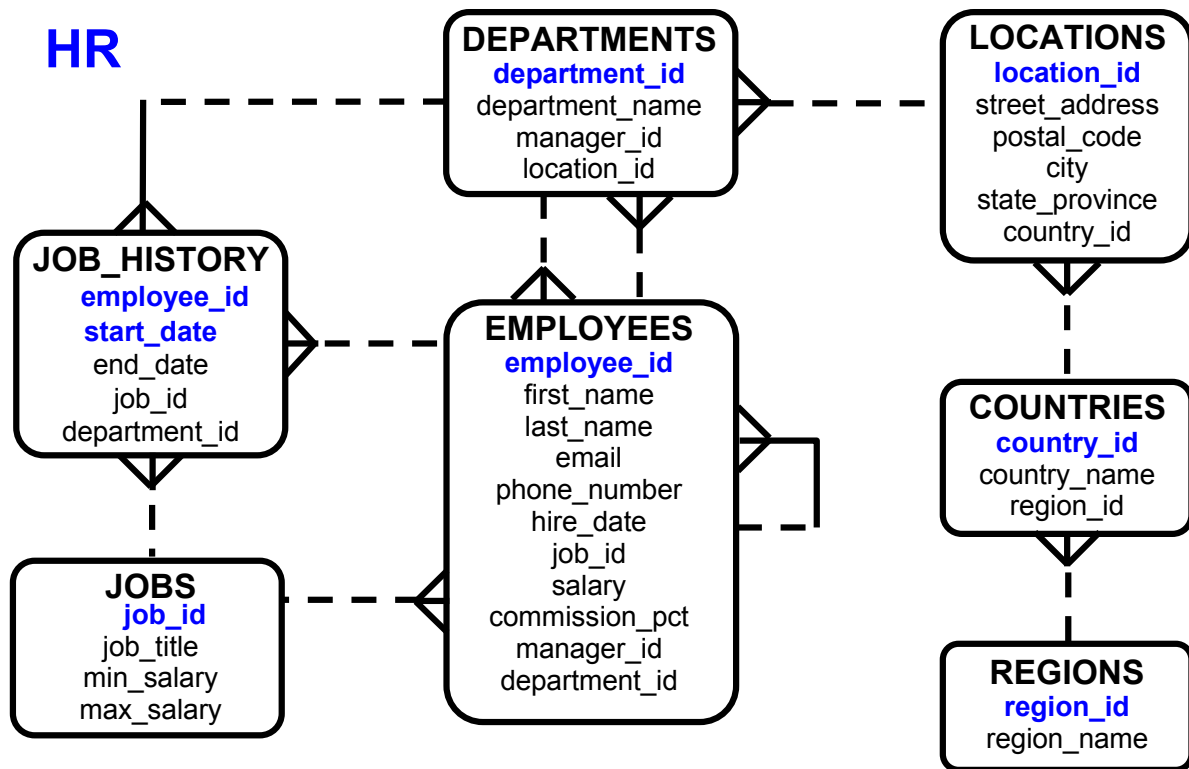 HR
DEPARTMENTS
department_id
department_name
manager_id
location_id
LOCATIONS
location_id
street_address
postal_code
city
state_province
country_id
JOB_HISTORY
employee_id
start_date
end_date
job_id
department_id
EMPLOYEES
employee_id
first_name
last_name
email
phone_number
hire_date
job_id
salary
commission_pct
manager_id
department_id
COUNTRIES
country_id
country_name
region_id
JOBS
job_id
job_title
min_salary
max_salary
REGIONS
region_id
region_name